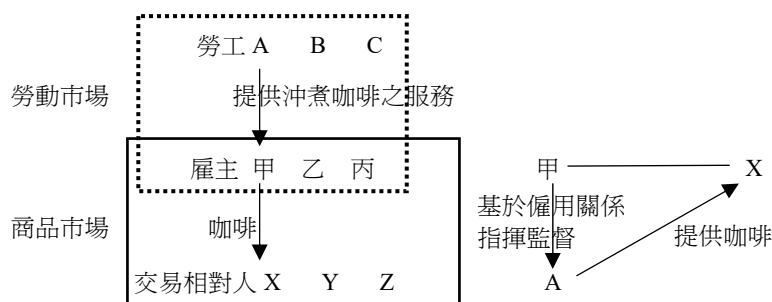 勞工 A B C
勞動市場
提供沖煮咖啡之服務
雇主 甲 乙 丙
商品市場
咖啡
交易相對人 X Y Z
甲 X
基於僱用關係
指揮監督
提供咖啡
A